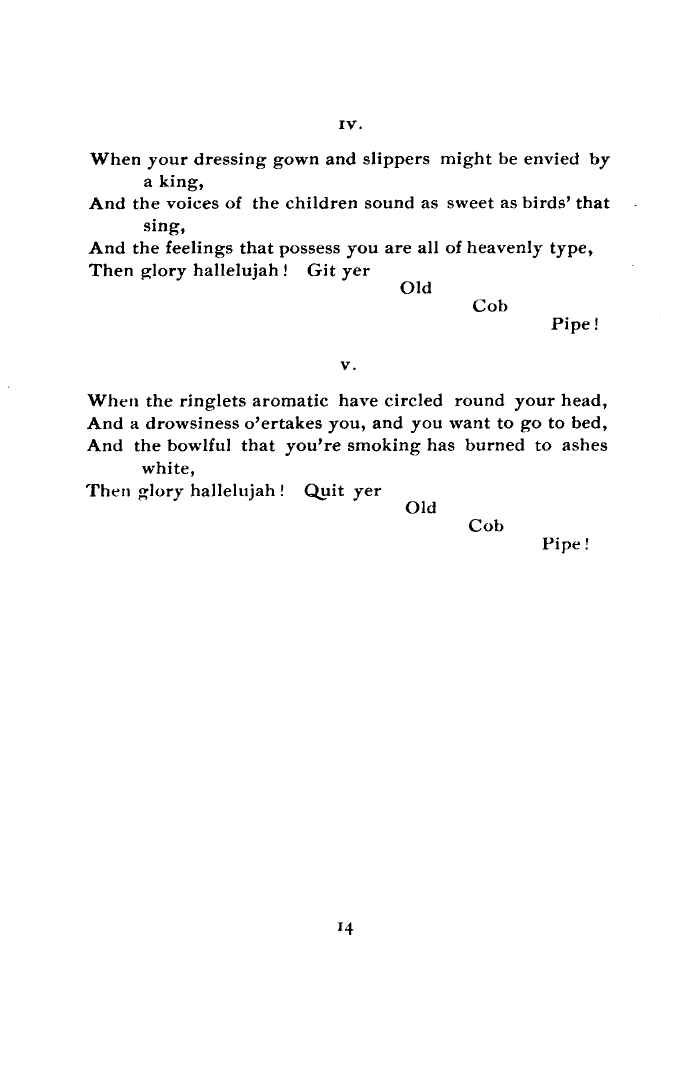 IV.
When your dressing gown and slippers might be envied by
a king,
And the voices of the children sound as sweet as birds' that
sing,
And the feelings that possess you are all of heavenly type,
Then glory hallelujah! Git yer
Old
Cob
Pipe!
V.
When the ringlets aromatic have circled round your head,
And a drowsiness o'ertakes you, and you want to go to bed,
And the bowlful that you're smoking has burned to ashes
white,
Then glory hallelujah! Quit yer
Old
Cob
Pipe!
14